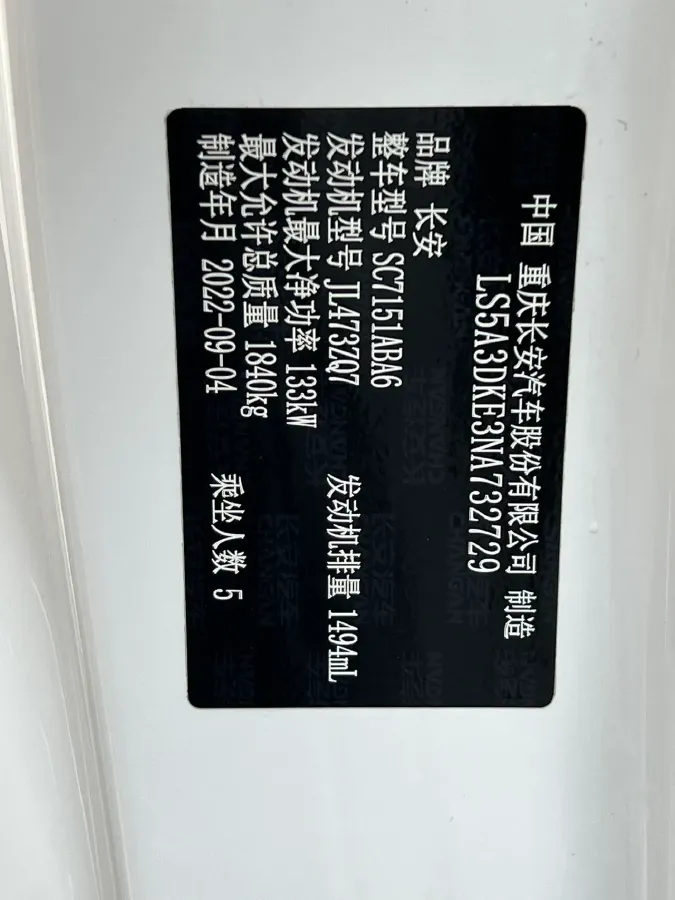 中国 重庆长安汽车股份有限公司 制造
LS5A3DKE3NA732729
品牌 长安
整车型号 SC7151ABA6
发动机型号 JL473ZQ7 发动机排量 1494mL
发动机最大净功率 133kW
最大允许总质量 1840kg
制造年月 2022-09-04 乘坐人数 5